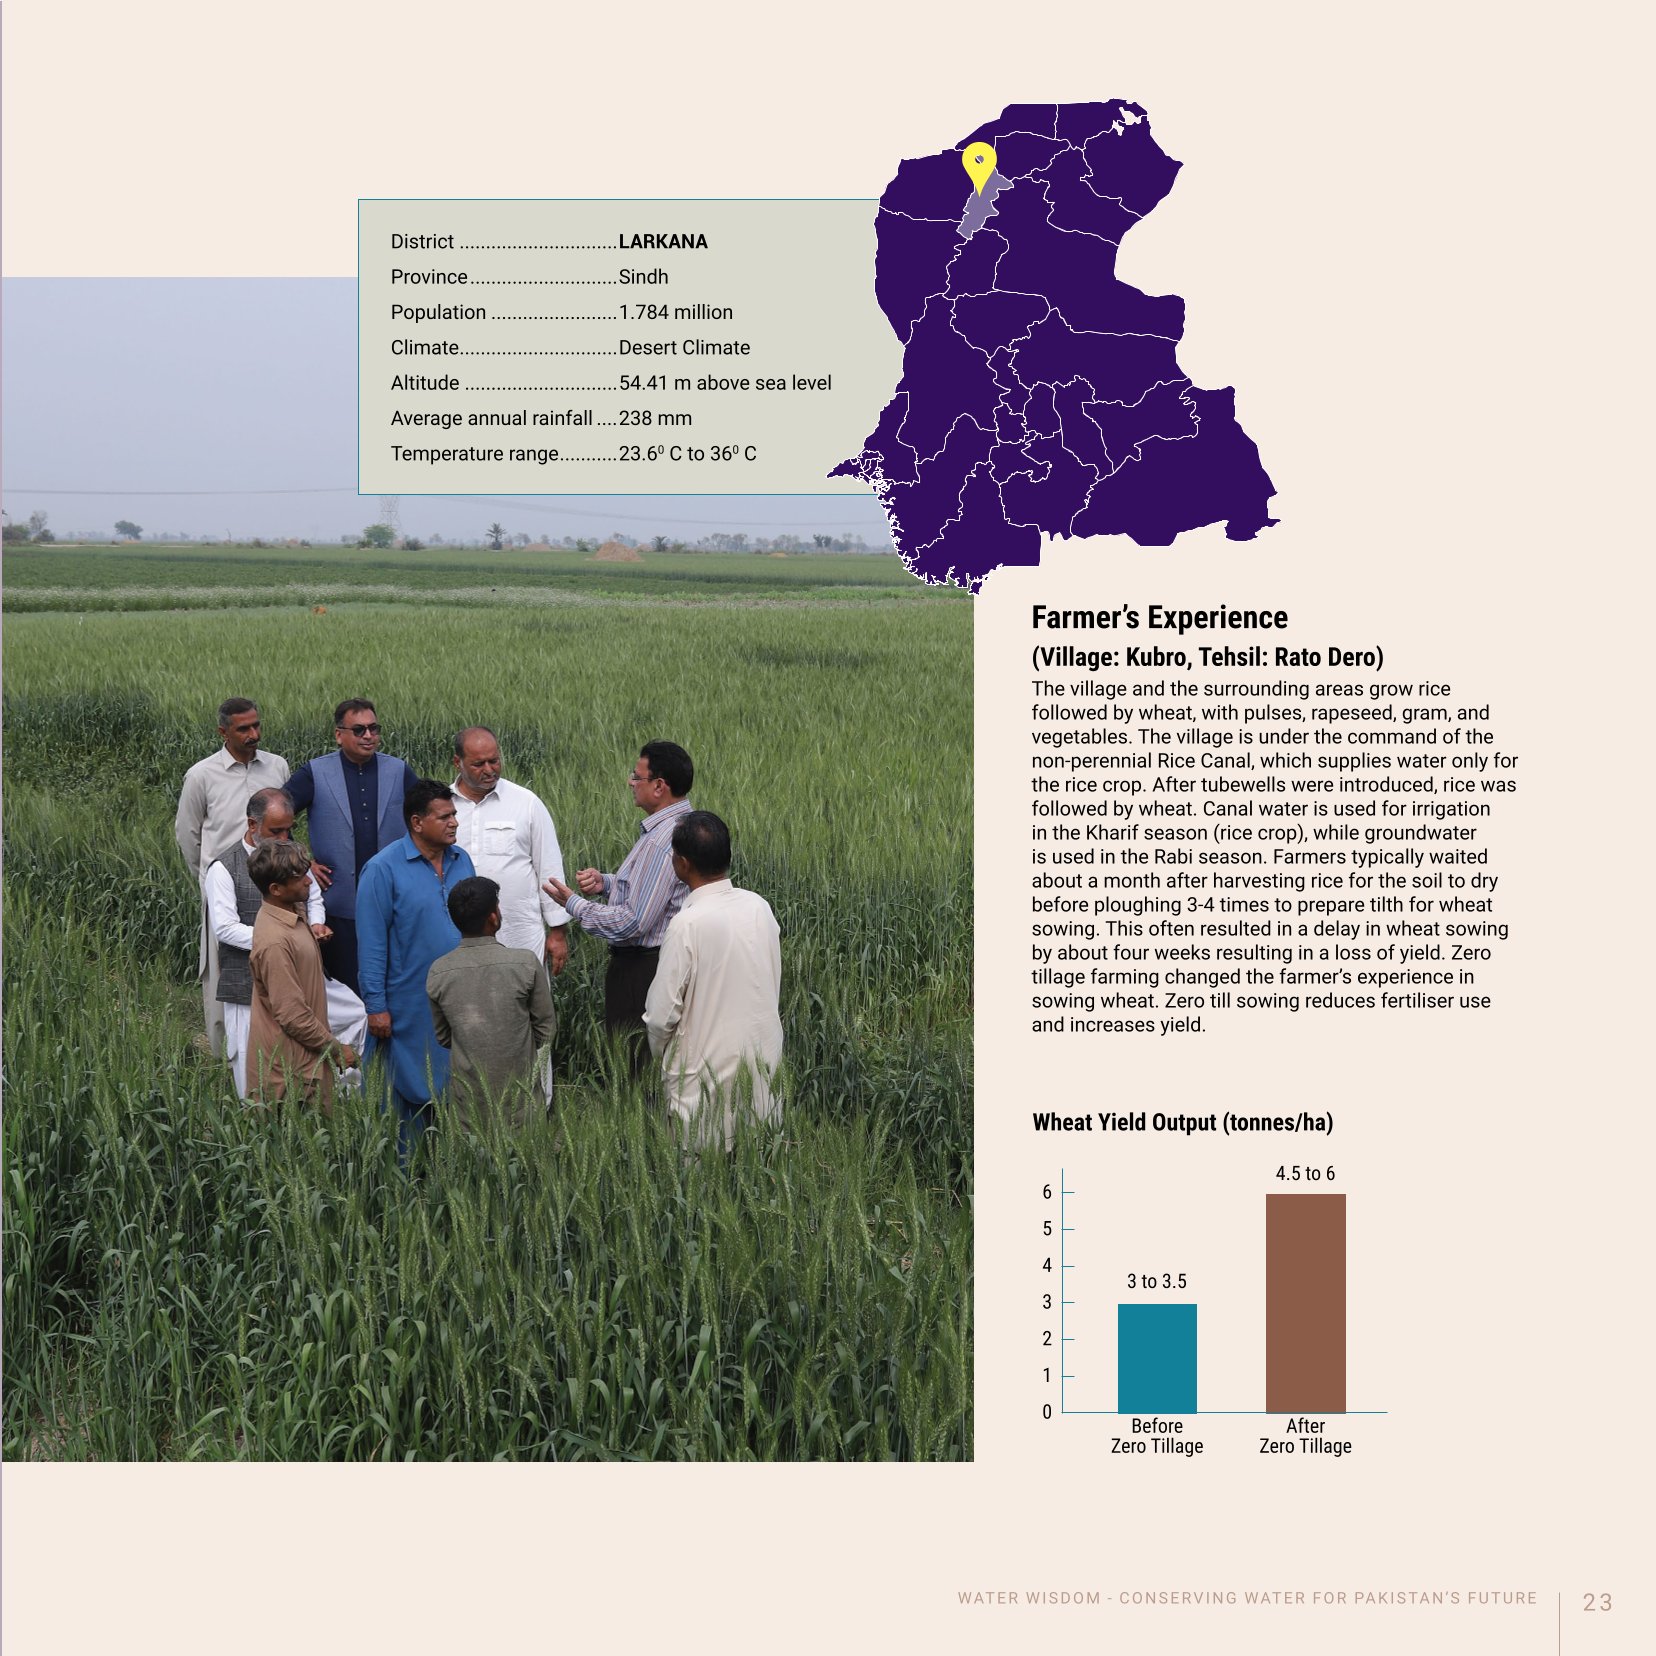 District ..............................LARKANA
Province............................Sindh
Population ........................1.784 million
Climate..............................Desert Climate
Altitude .............................54.41 m above sea level
Average annual rainfall ....238 mm
Temperature range...........23.6⁰ C to 36⁰ C
Farmer’s Experience
(Village: Kubro, Tehsil: Rato Dero)
The village and the surrounding areas grow rice
followed by wheat, with pulses, rapeseed, gram, and
vegetables. The village is under the command of the
non-perennial Rice Canal, which supplies water only for
the rice crop. After tubewells were introduced, rice was
followed by wheat. Canal water is used for irrigation
in the Kharif season (rice crop), while groundwater
is used in the Rabi season. Farmers typically waited
about a month after harvesting rice for the soil to dry
before ploughing 3-4 times to prepare tilth for wheat
sowing. This often resulted in a delay in wheat sowing
by about four weeks resulting in a loss of yield. Zero
tillage farming changed the farmer’s experience in
sowing wheat. Zero till sowing reduces fertiliser use
and increases yield.
Wheat Yield Output (tonnes/ha)
4.5 to 6
6
5
4
3 to 3.5
3
2
1
0
Before
Zero Tillage
After
Zero Tillage
WATER WISDOM - CONSERVING WATER FOR PAKISTAN’S FUTURE
23